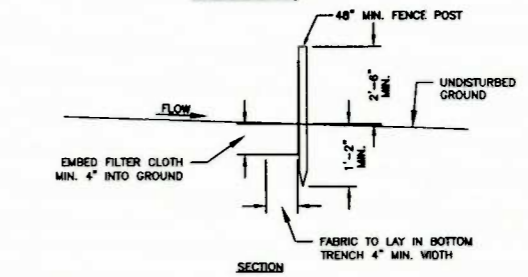 48" MIN. FENCE POST
2'-6"
MIN.
UNDISTURBED
GROUND
FLOW
EMBED FILTER CLOTH
MIN. 4" INTO GROUND
1'-2"
MIN.
FABRIC TO LAY IN BOTTOM
TRENCH 4" MIN. WIDTH
SECTION